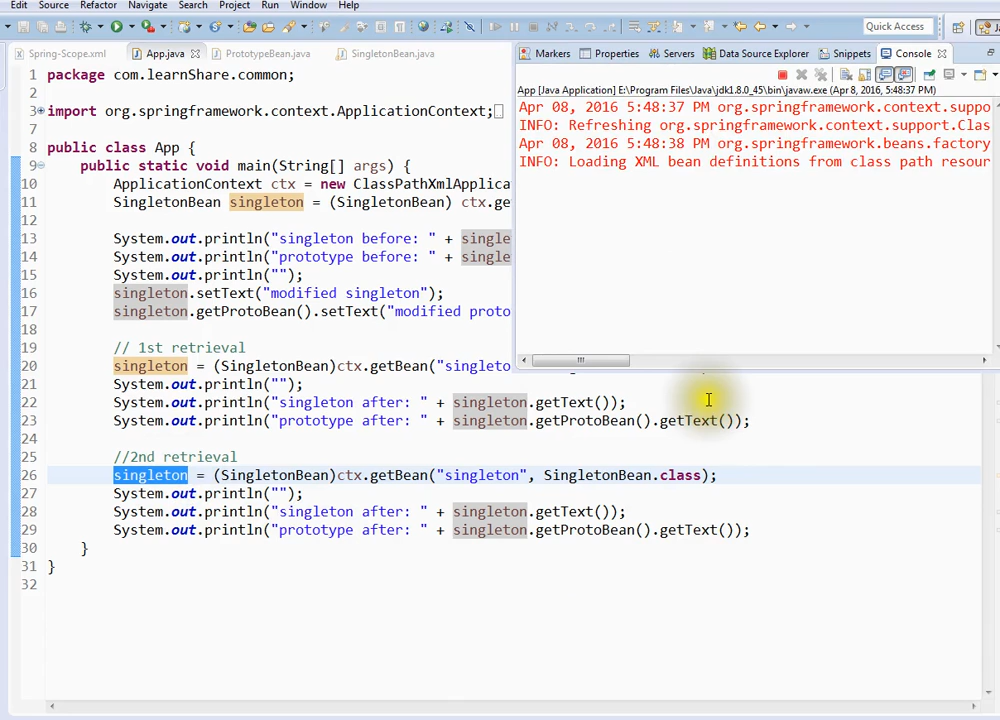 Edit Source Refactor Navigate Search Project Run Window Help
Quick Access
Spring-Scope.xml App.java PrototypeBean.java SingletonBean.java
Markers Properties Servers Data Source Explorer Snippets Console
App [Java Application] E:\Program Files\Java\jdk1.8.0_45\bin\javaw.exe (Apr 8, 2016 5:48:37 PM)
Apr 08, 2016 5:48:37 PM org.springframework.context.suppo
INFO: Refreshing org.springframework.context.support.Clas
Apr 08, 2016 5:48:38 PM org.springframework.beans.factory
INFO: Loading XML bean definitions from class path resour
1 package com.learnShare.common;
2
3 import org.springframework.context.ApplicationContext;
7
8 public class App {
9 public static void main(String[] args) {
10 ApplicationContext ctx = new ClassPathXmlApplica
11 SingletonBean singleton = (SingletonBean) ctx.ge
12
13 System.out.println("singleton before: " + single
14 System.out.println("prototype before: " + single
15 System.out.println("");
16 singleton.setText("modified singleton");
17 singleton.getProtoBean().setText("modified proto
18
19 // 1st retrieval
20 singleton = (SingletonBean)ctx.getBean("singleto
21 System.out.println("");
22 System.out.println("singleton after: " + singleton.getText());
23 System.out.println("prototype after: " + singleton.getProtoBean().getText());
24
25 //2nd retrieval
26 singleton = (SingletonBean)ctx.getBean("singleton", SingletonBean.class);
27 System.out.println("");
28 System.out.println("singleton after: " + singleton.getText());
29 System.out.println("prototype after: " + singleton.getProtoBean().getText());
30 }
31 }
32